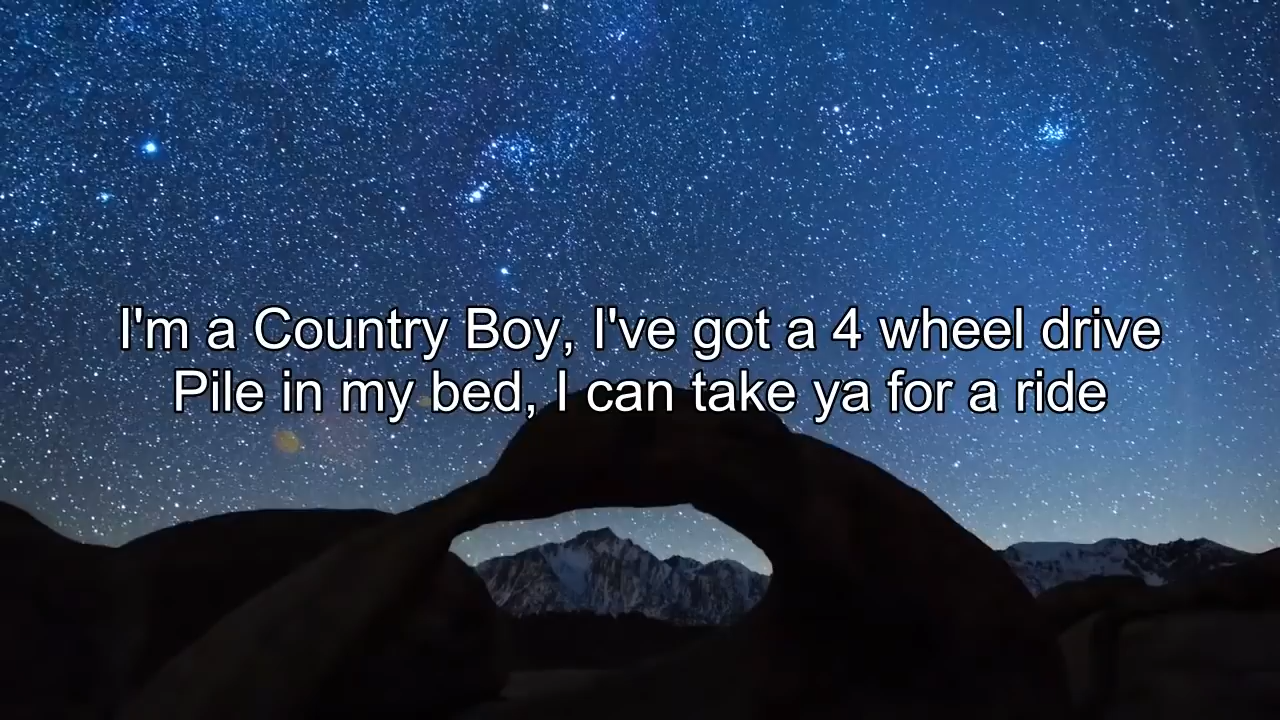 I'm a Country Boy, I've got a 4 wheel drive
Pile in my bed, I can take ya for a ride